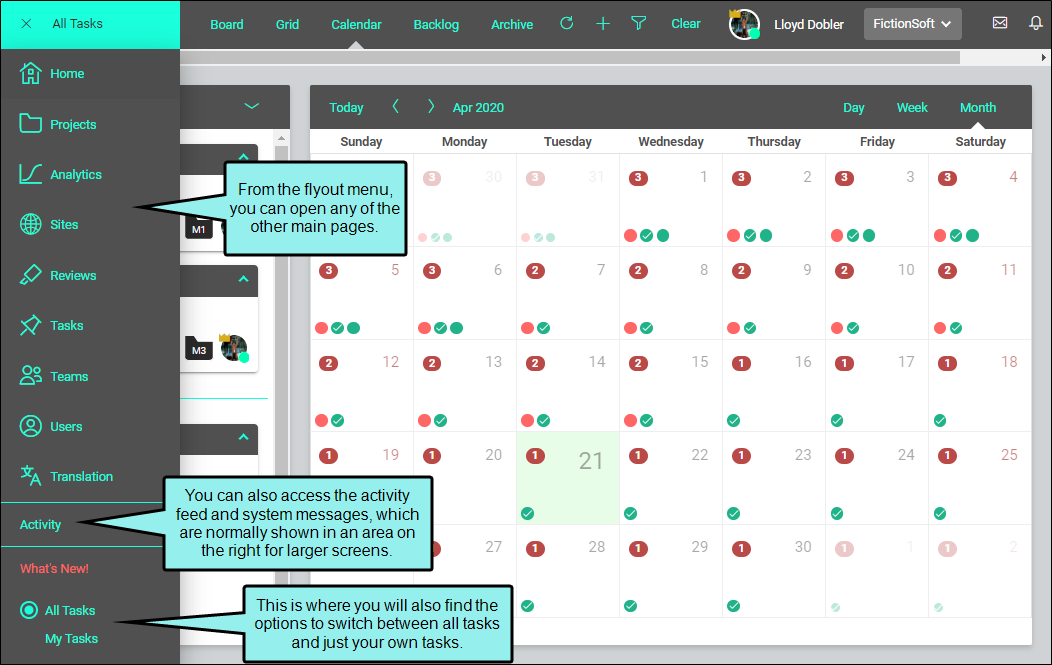 All Tasks
Board Grid Calendar Backlog Archive Clear Lloyd Dobler FictionSoft
Home
Projects
Analytics
Sites
Reviews
Tasks
Teams
Users
Translation
Activity
What's New!
All Tasks
My Tasks
From the flyout menu,
you can open any of the
other main pages.
M1
M3
You can also access the activity
feed and system messages, which
are normally shown in an area on
the right for larger screens.
This is where you will also find the
options to switch between all tasks
and just your own tasks.
Today Apr 2020 Day Week Month
Sunday Monday Tuesday Wednesday Thursday Friday Saturday
3 30 3 31 3 1 3 2 3 3 3 4
3 5 3 6 2 7 2 8 2 9 2 10 2 11
2 12 2 13 2 14 2 15 1 16 1 17 1 18
1 19 1 20 1 21 1 22 1 23 1 24 1 25
27 1 28 1 29 1 30 1 1 1 2